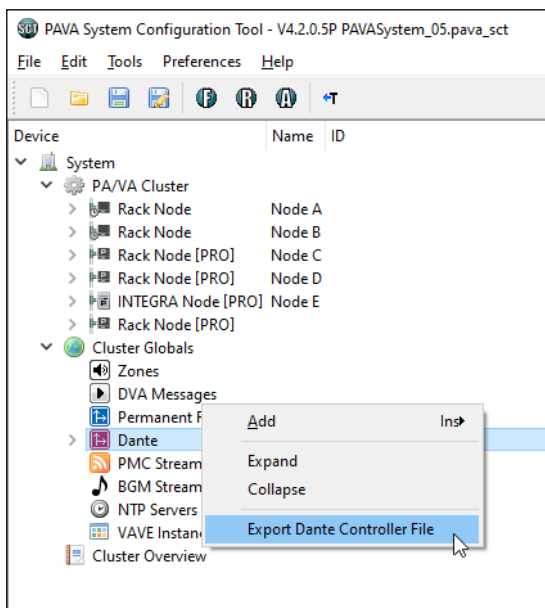 PAVA System Configuration Tool - V4.2.0.5P PAVASystem_05.pava_sct
File Edit Tools Preferences Help
F R A T
Device Name ID
System
PA/VA Cluster
Rack Node Node A
Rack Node Node B
Rack Node [PRO] Node C
Rack Node [PRO] Node D
INTEGRA Node [PRO] Node E
Rack Node [PRO]
Cluster Globals
Zones
DVA Messages
Permanent
Add Ins
Dante
PMC Stream
Expand
BGM Stream
Collapse
NTP Servers
VAVE Instan
Export Dante Controller File
Cluster Overview